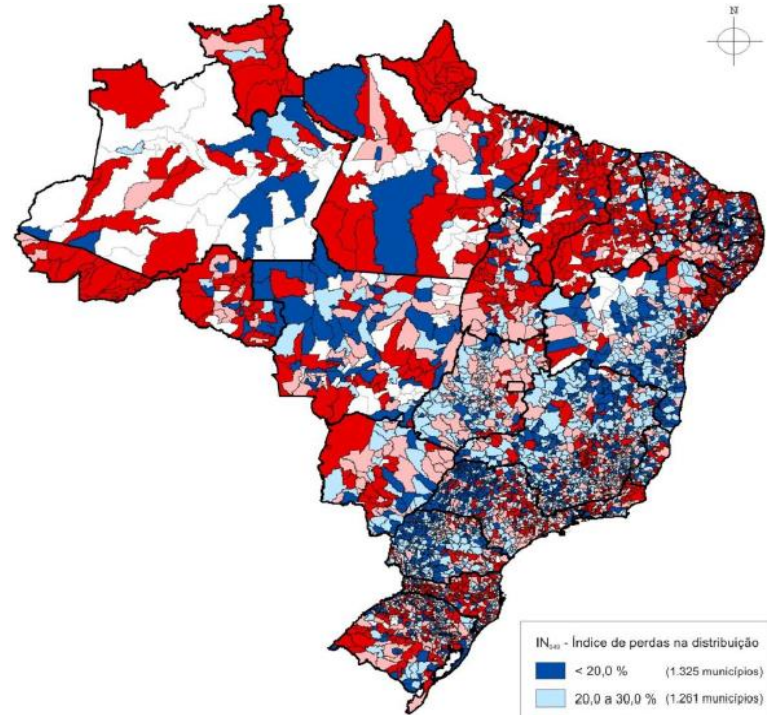 N
IN₀₄₉ - Índice de perdas na distribuição
< 20,0 % (1.325 municípios)
20,0 a 30,0 % (1.261 municípios)